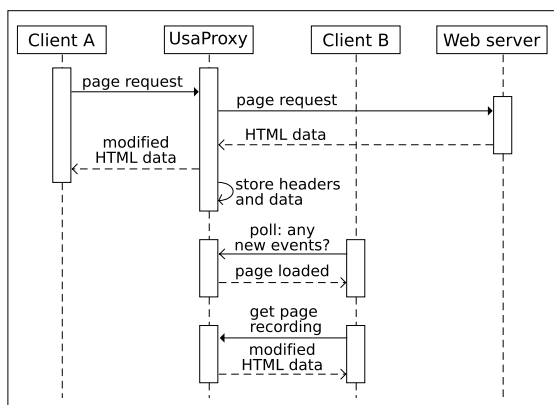 Client A
UsaProxy
Client B
Web server
page request
page request
HTML data
modified
HTML data
store headers
and data
poll: any
new events?
page loaded
get page
recording
modified
HTML data